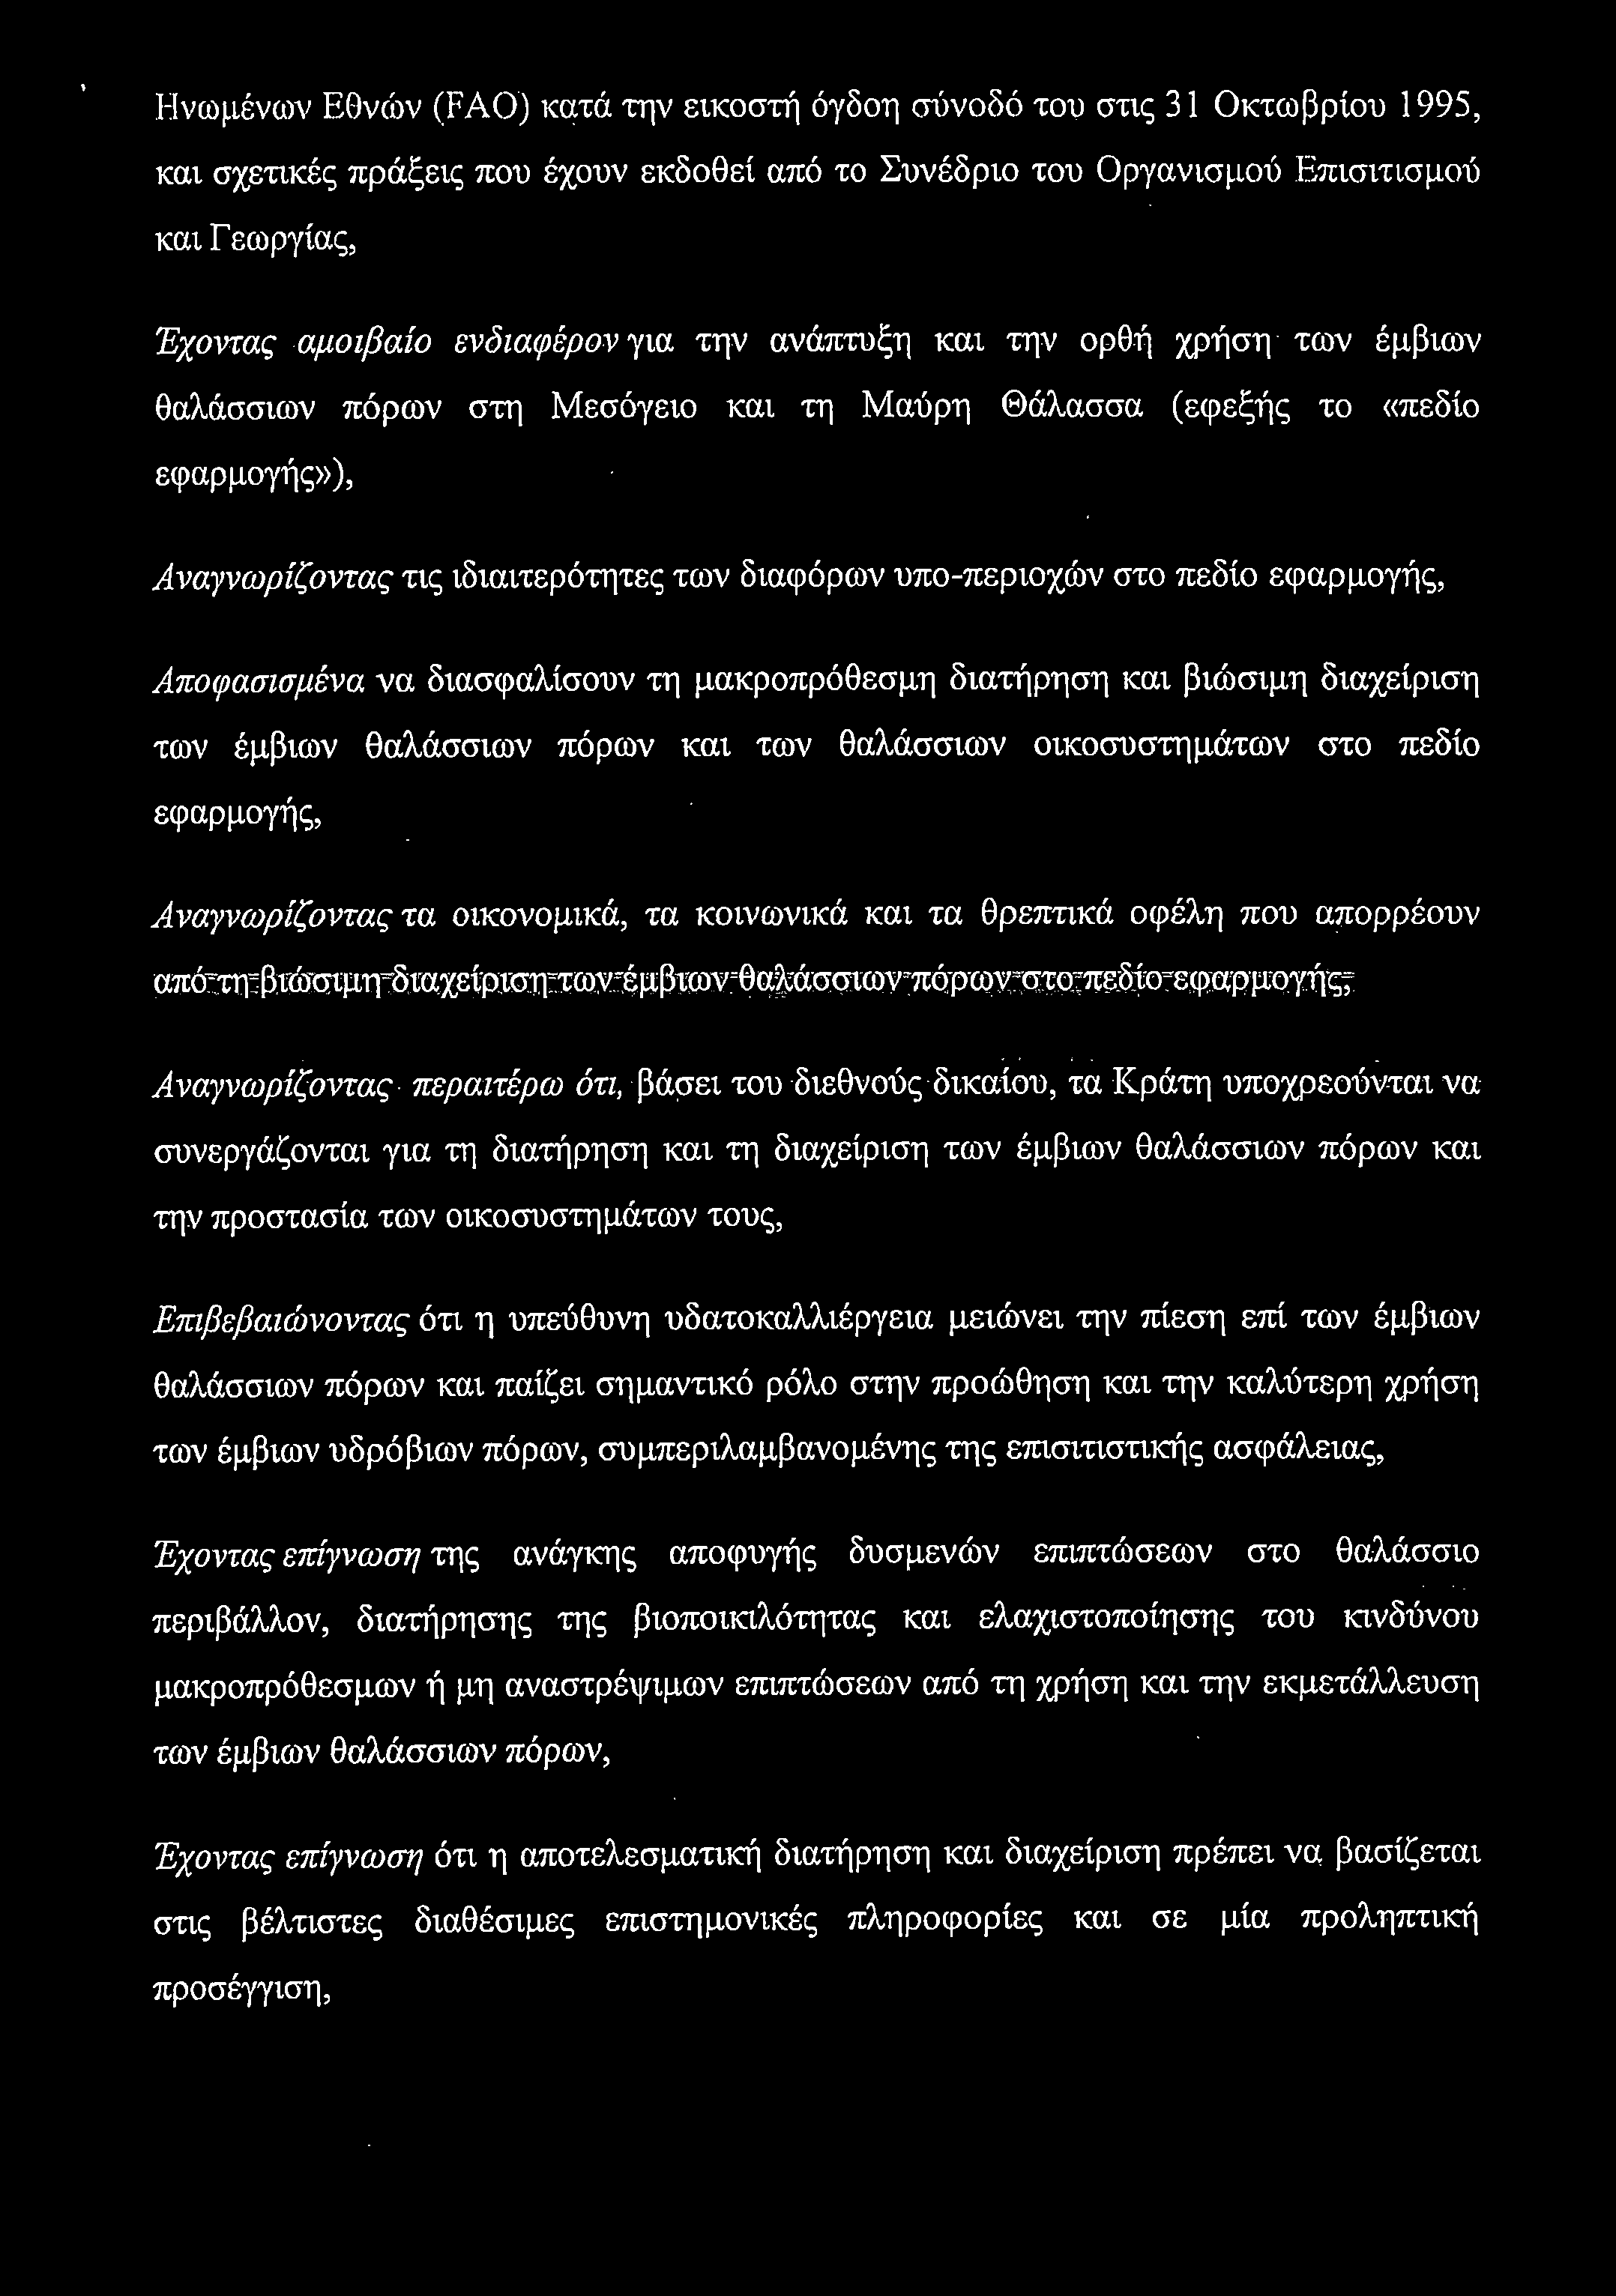 Ηνωμένων Εθνών (FAO) κατά την εικοστή όγδοη σύνοδό του στις 31 Οκτωβρίου 1995,
και σχετικές πράξεις που έχουν εκδοθεί από το Συνέδριο του Οργανισμού Επισιτισμού
και Γεωργίας,
Έχοντας αμοιβαίο ενδιαφέρον για την ανάπτυξη και την ορθή χρήση των έμβιων
θαλάσσιων πόρων στη Μεσόγειο και τη Μαύρη Θάλασσα (εφεξής το «πεδίο
εφαρμογής»),
Αναγνωρίζοντας τις ιδιαιτερότητες των διαφόρων υπο-περιοχών στο πεδίο εφαρμογής,
Αποφασισμένα να διασφαλίσουν τη μακροπρόθεσμη διατήρηση και βιώσιμη διαχείριση
των έμβιων θαλάσσιων πόρων και των θαλάσσιων οικοσυστημάτων στο πεδίο
εφαρμογής,
Αναγνωρίζοντας τα οικονομικά, τα κοινωνικά και τα θρεπτικά οφέλη που απορρέουν
από τη βιώσιμη διαχείριση των έμβιων θαλάσσιων πόρων στο πεδίο εφαρμογής,
Αναγνωρίζοντας περαιτέρω ότι, βάσει του διεθνούς δικαίου, τα Κράτη υποχρεούνται να
συνεργάζονται για τη διατήρηση και τη διαχείριση των έμβιων θαλάσσιων πόρων και
την προστασία των οικοσυστημάτων τους,
Επιβεβαιώνοντας ότι η υπεύθυνη υδατοκαλλιέργεια μειώνει την πίεση επί των έμβιων
θαλάσσιων πόρων και παίζει σημαντικό ρόλο στην προώθηση και την καλύτερη χρήση
των έμβιων υδρόβιων πόρων, συμπεριλαμβανομένης της επισιτιστικής ασφάλειας,
Έχοντας επίγνωση της ανάγκης αποφυγής δυσμενών επιπτώσεων στο θαλάσσιο
περιβάλλον, διατήρησης της βιοποικιλότητας και ελαχιστοποίησης του κινδύνου
μακροπρόθεσμων ή μη αναστρέψιμων επιπτώσεων από τη χρήση και την εκμετάλλευση
των έμβιων θαλάσσιων πόρων,
Έχοντας επίγνωση ότι η αποτελεσματική διατήρηση και διαχείριση πρέπει να βασίζεται
στις βέλτιστες διαθέσιμες επιστημονικές πληροφορίες και σε μία προληπτική
προσέγγιση,